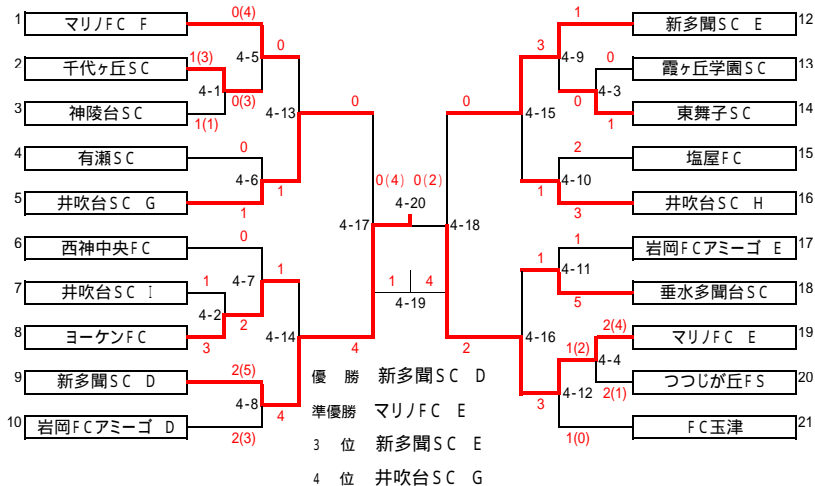 1 マリノFC F
2 千代ヶ丘SC
3 神陵台SC
4 有瀬SC
5 井吹台SC G
6 西神中央FC
7 井吹台SC I
8 ヨーケンFC
9 新多聞SC D
10 岩岡FCアミーゴ D
0(4)
1(3)
4-1
1(1)
4-5
0(3)
0
4-6
1
0
4-13
1
0
4-7
1
4-2
3
2
1
4-14
2(5)
4-8
2(3)
4
0
4-17
4
0(4) 0(2)
4-20
1 4
4-19
0
4-18
2
3
4-15
1
1
4-9
0
0
4-3
1
2
4-10
3
1
4-16
3
1
4-11
5
1(2)
2(4)
4-4
2(1)
4-12
1(0)
新多聞SC E 12
霞ヶ丘学園SC 13
東舞子SC 14
塩屋FC 15
井吹台SC H 16
岩岡FCアミーゴ E 17
垂水多聞台SC 18
マリノFC E 19
つつじが丘FS 20
FC玉津 21
優 勝 新多聞SC D
準優勝 マリノFC E
3 位 新多聞SC E
4 位 井吹台SC G